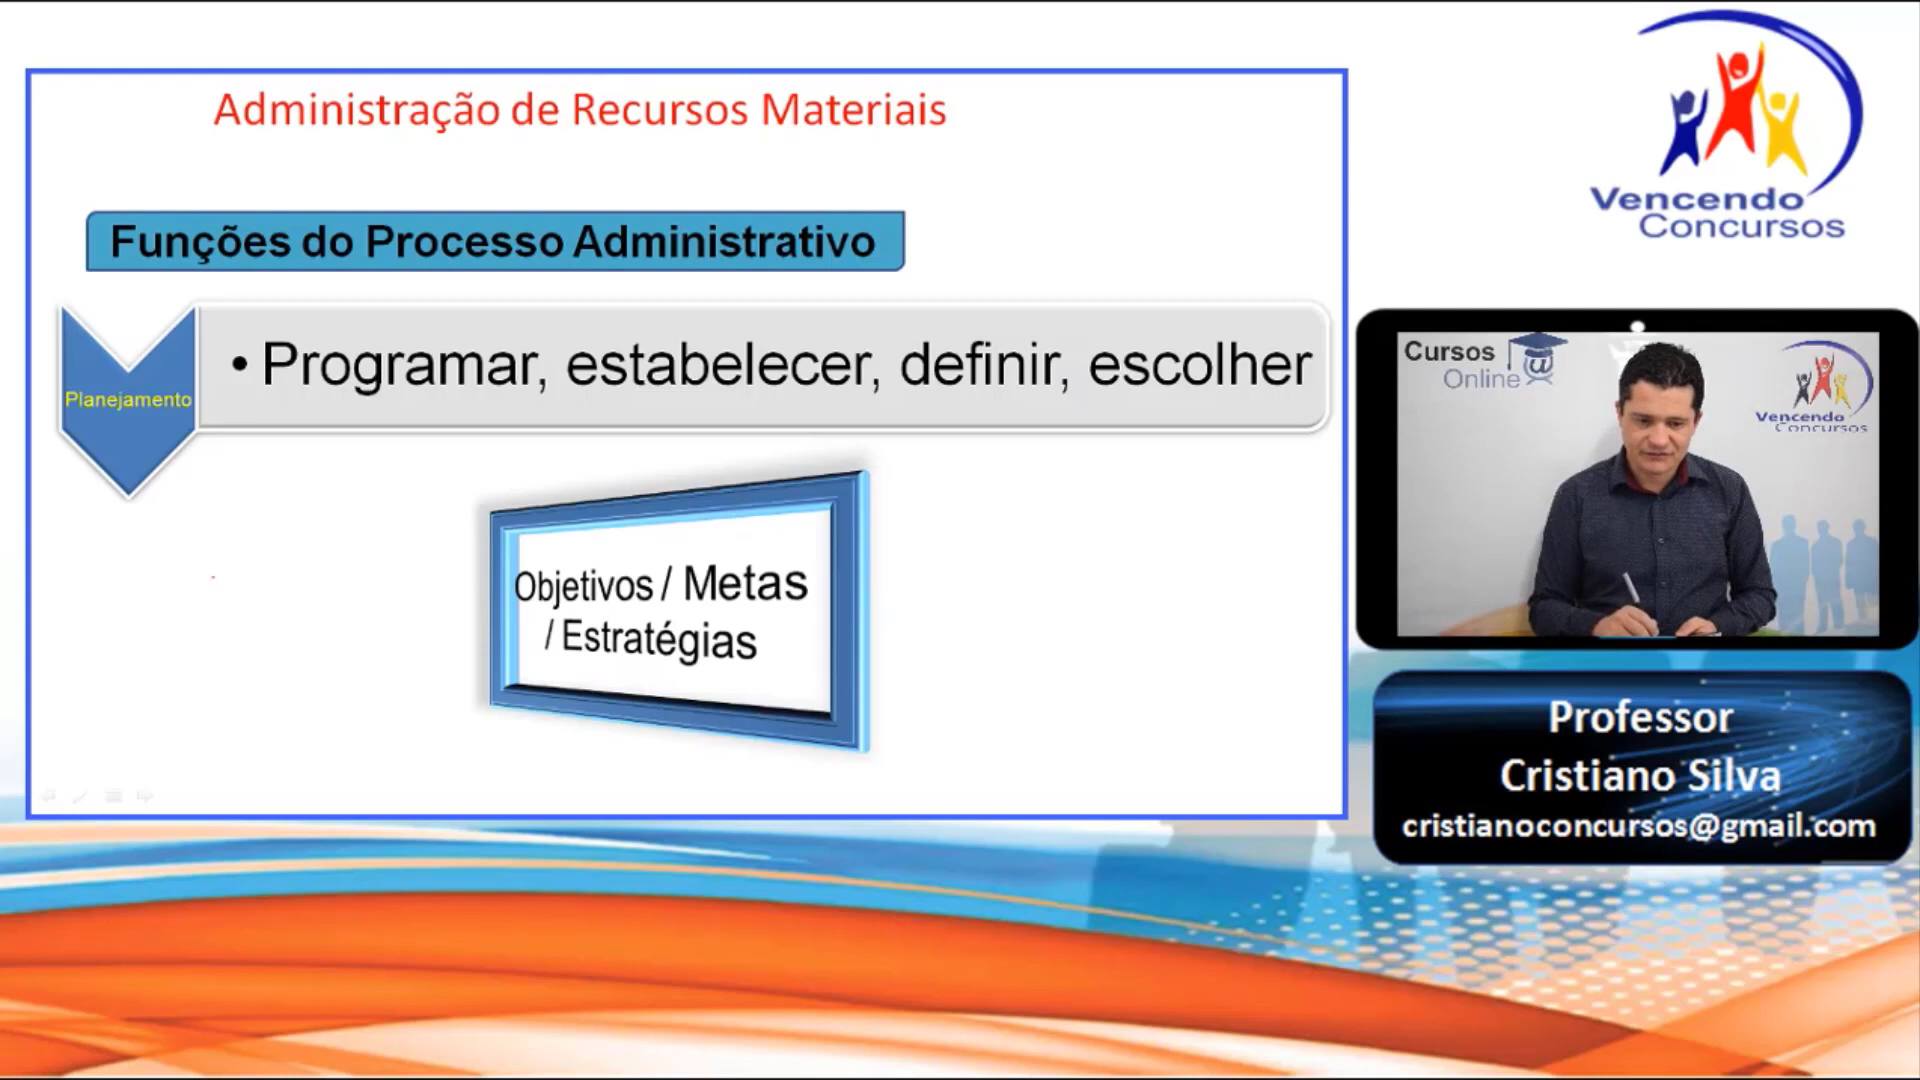 Administração de Recursos Materiais
Funções do Processo Administrativo
Planejamento
• Programar, estabelecer, definir, escolher
Objetivos / Metas
/ Estratégias
Vencendo
Concursos
Cursos
Online
Vencendo
Concursos
Professor
Cristiano Silva
cristianoconcursos@gmail.com